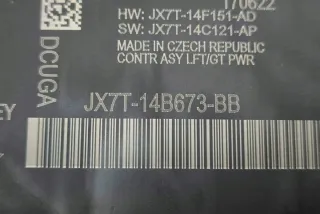 170622
HW: JX7T-14F151-AD
SW: JX7T-14C121-AP
MADE IN CZECH REPUBLIC
CONTR ASY LFT/GT PWR
DCUGA
EY
JX7T-14B673-BB